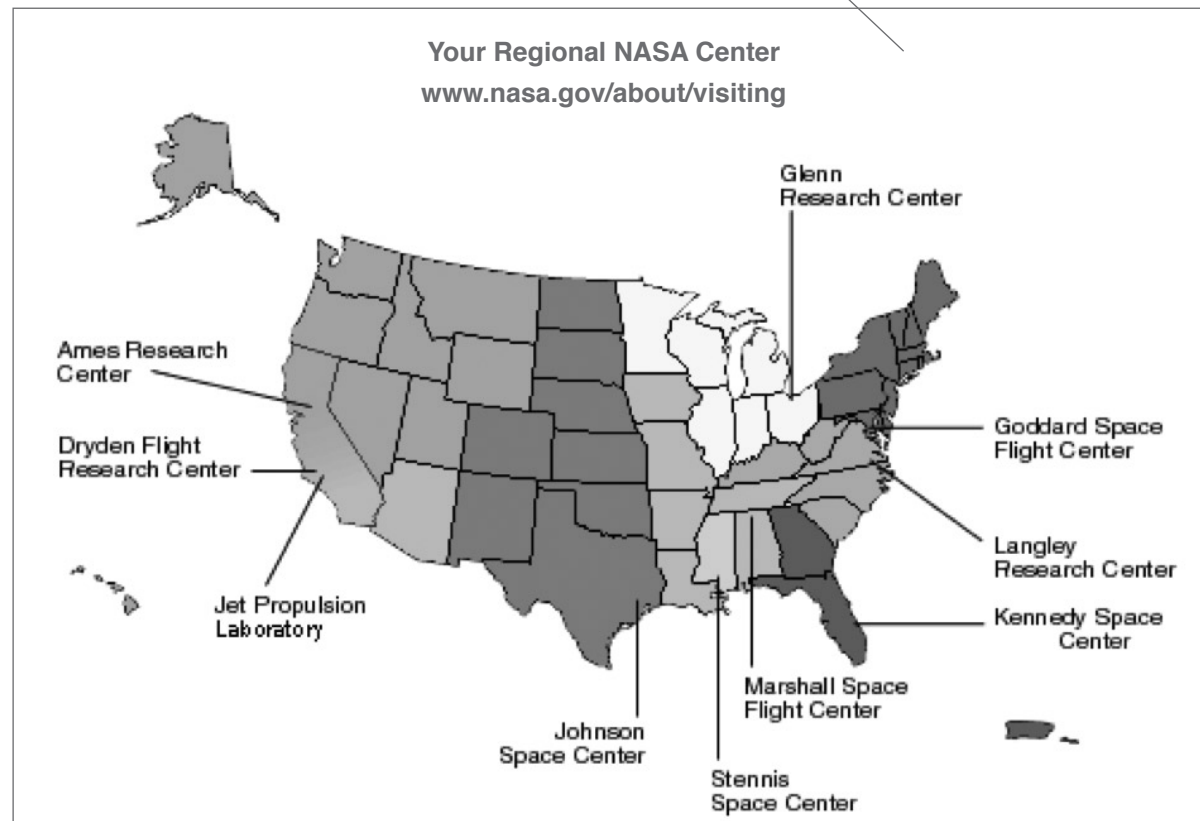 Your Regional NASA Center
www.nasa.gov/about/visiting
Glenn
Research Center
Ames Research
Center
Dryden Flight
Research Center
Goddard Space
Flight Center
Langley
Research Center
Jet Propulsion
Laboratory
Kennedy Space
Center
Marshall Space
Flight Center
Johnson
Space Center
Stennis
Space Center